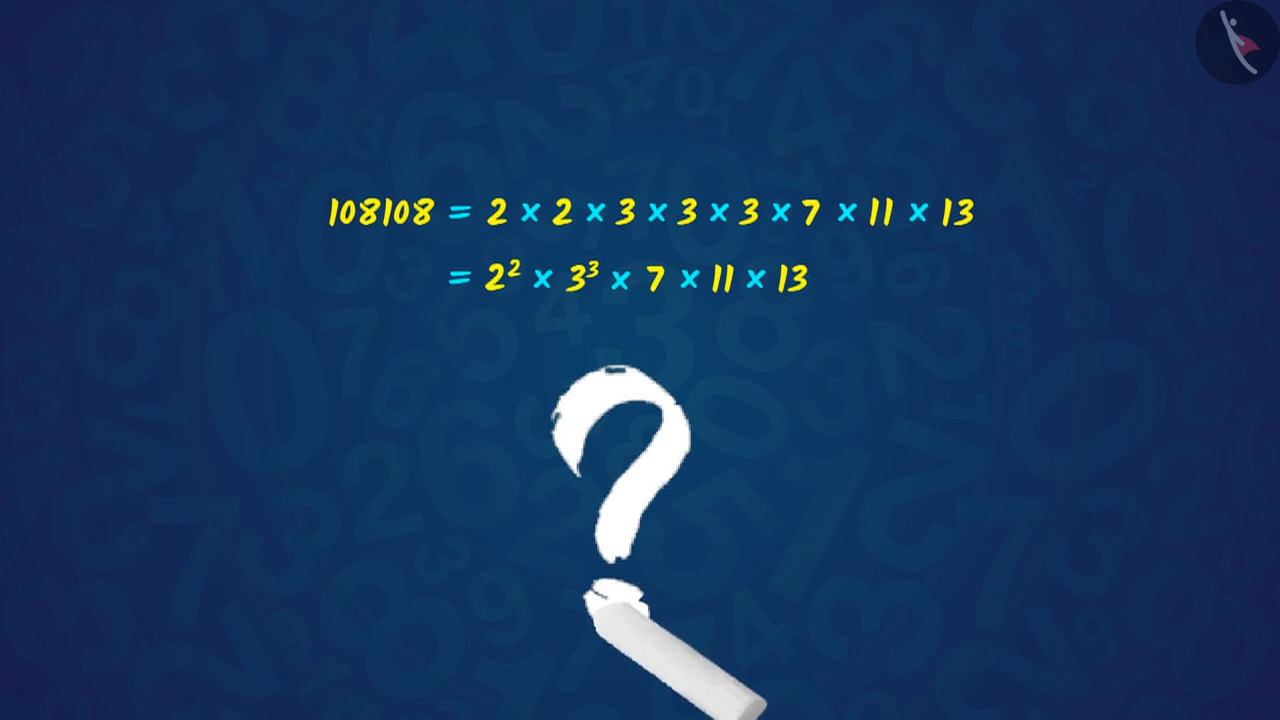 108108 = 2 × 2 × 3 × 3 × 3 × 7 × 11 × 13
= 2² × 3³ × 7 × 11 × 13
?